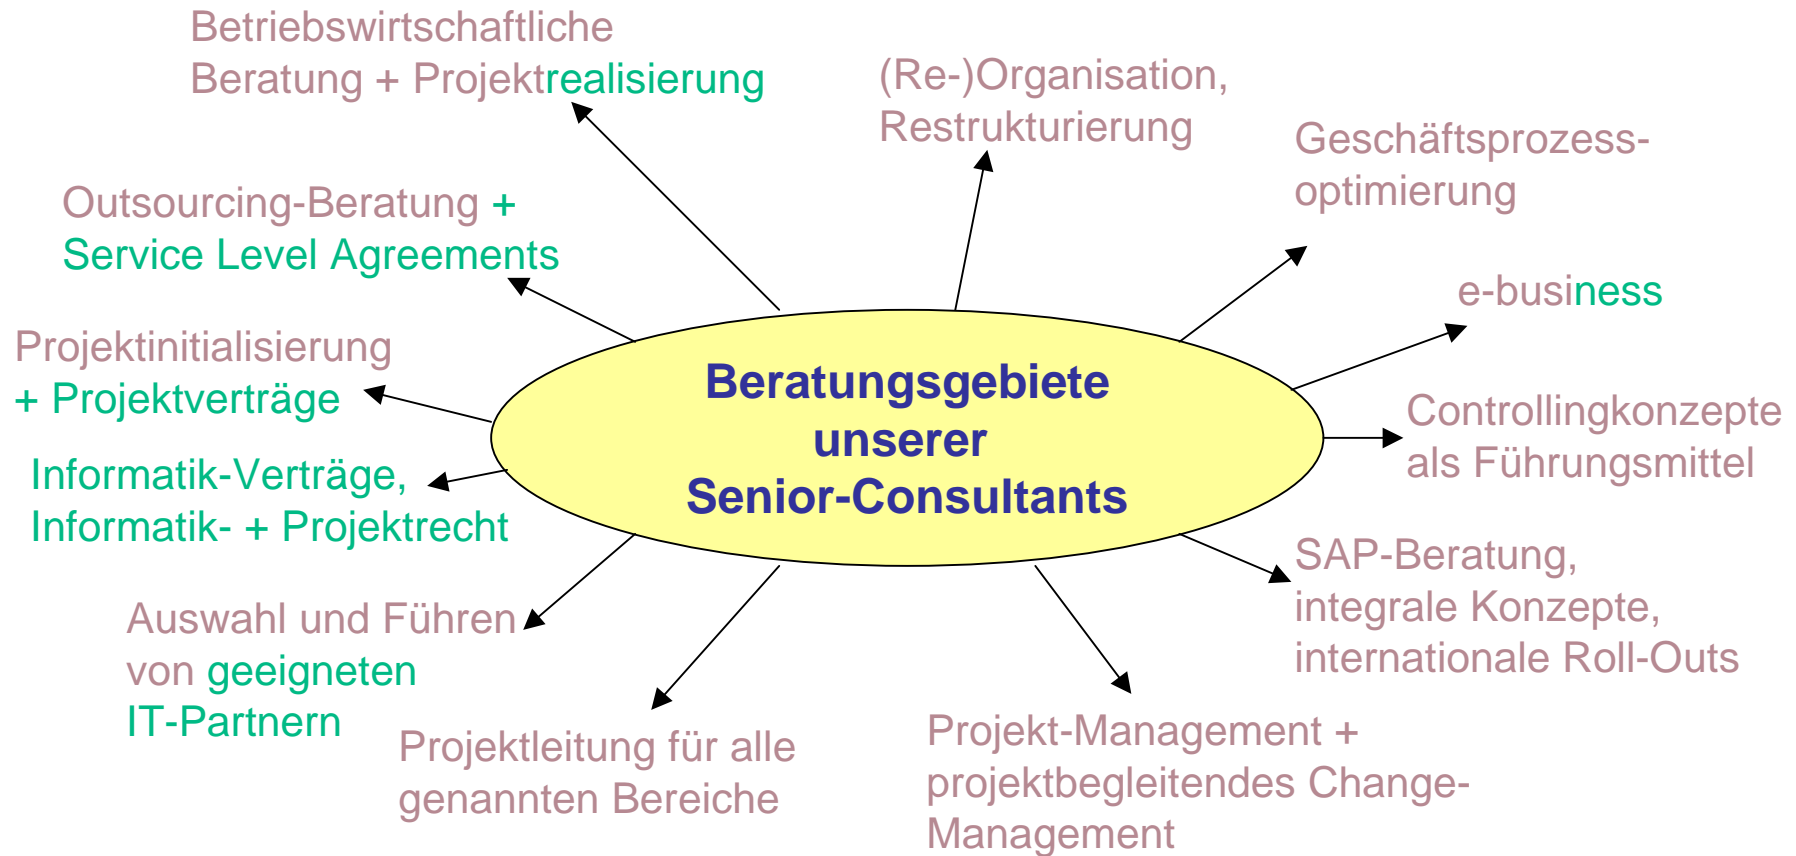 Betriebswirtschaftliche
Beratung + Projektrealisierung
(Re-)Organisation,
Restrukturierung
Geschäftsprozess-
optimierung
e-business
Controllingkonzepte
als Führungsmittel
SAP-Beratung,
integrale Konzepte,
internationale Roll-Outs
Projekt-Management +
projektbegleitendes Change-
Management
Projektleitung für alle
genannten Bereiche
Auswahl und Führen
von geeigneten
IT-Partnern
Informatik-Verträge,
Informatik- + Projektrecht
Projektinitialisierung
+ Projektverträge
Outsourcing-Beratung +
Service Level Agreements
Beratungsgebiete
unserer
Senior-Consultants